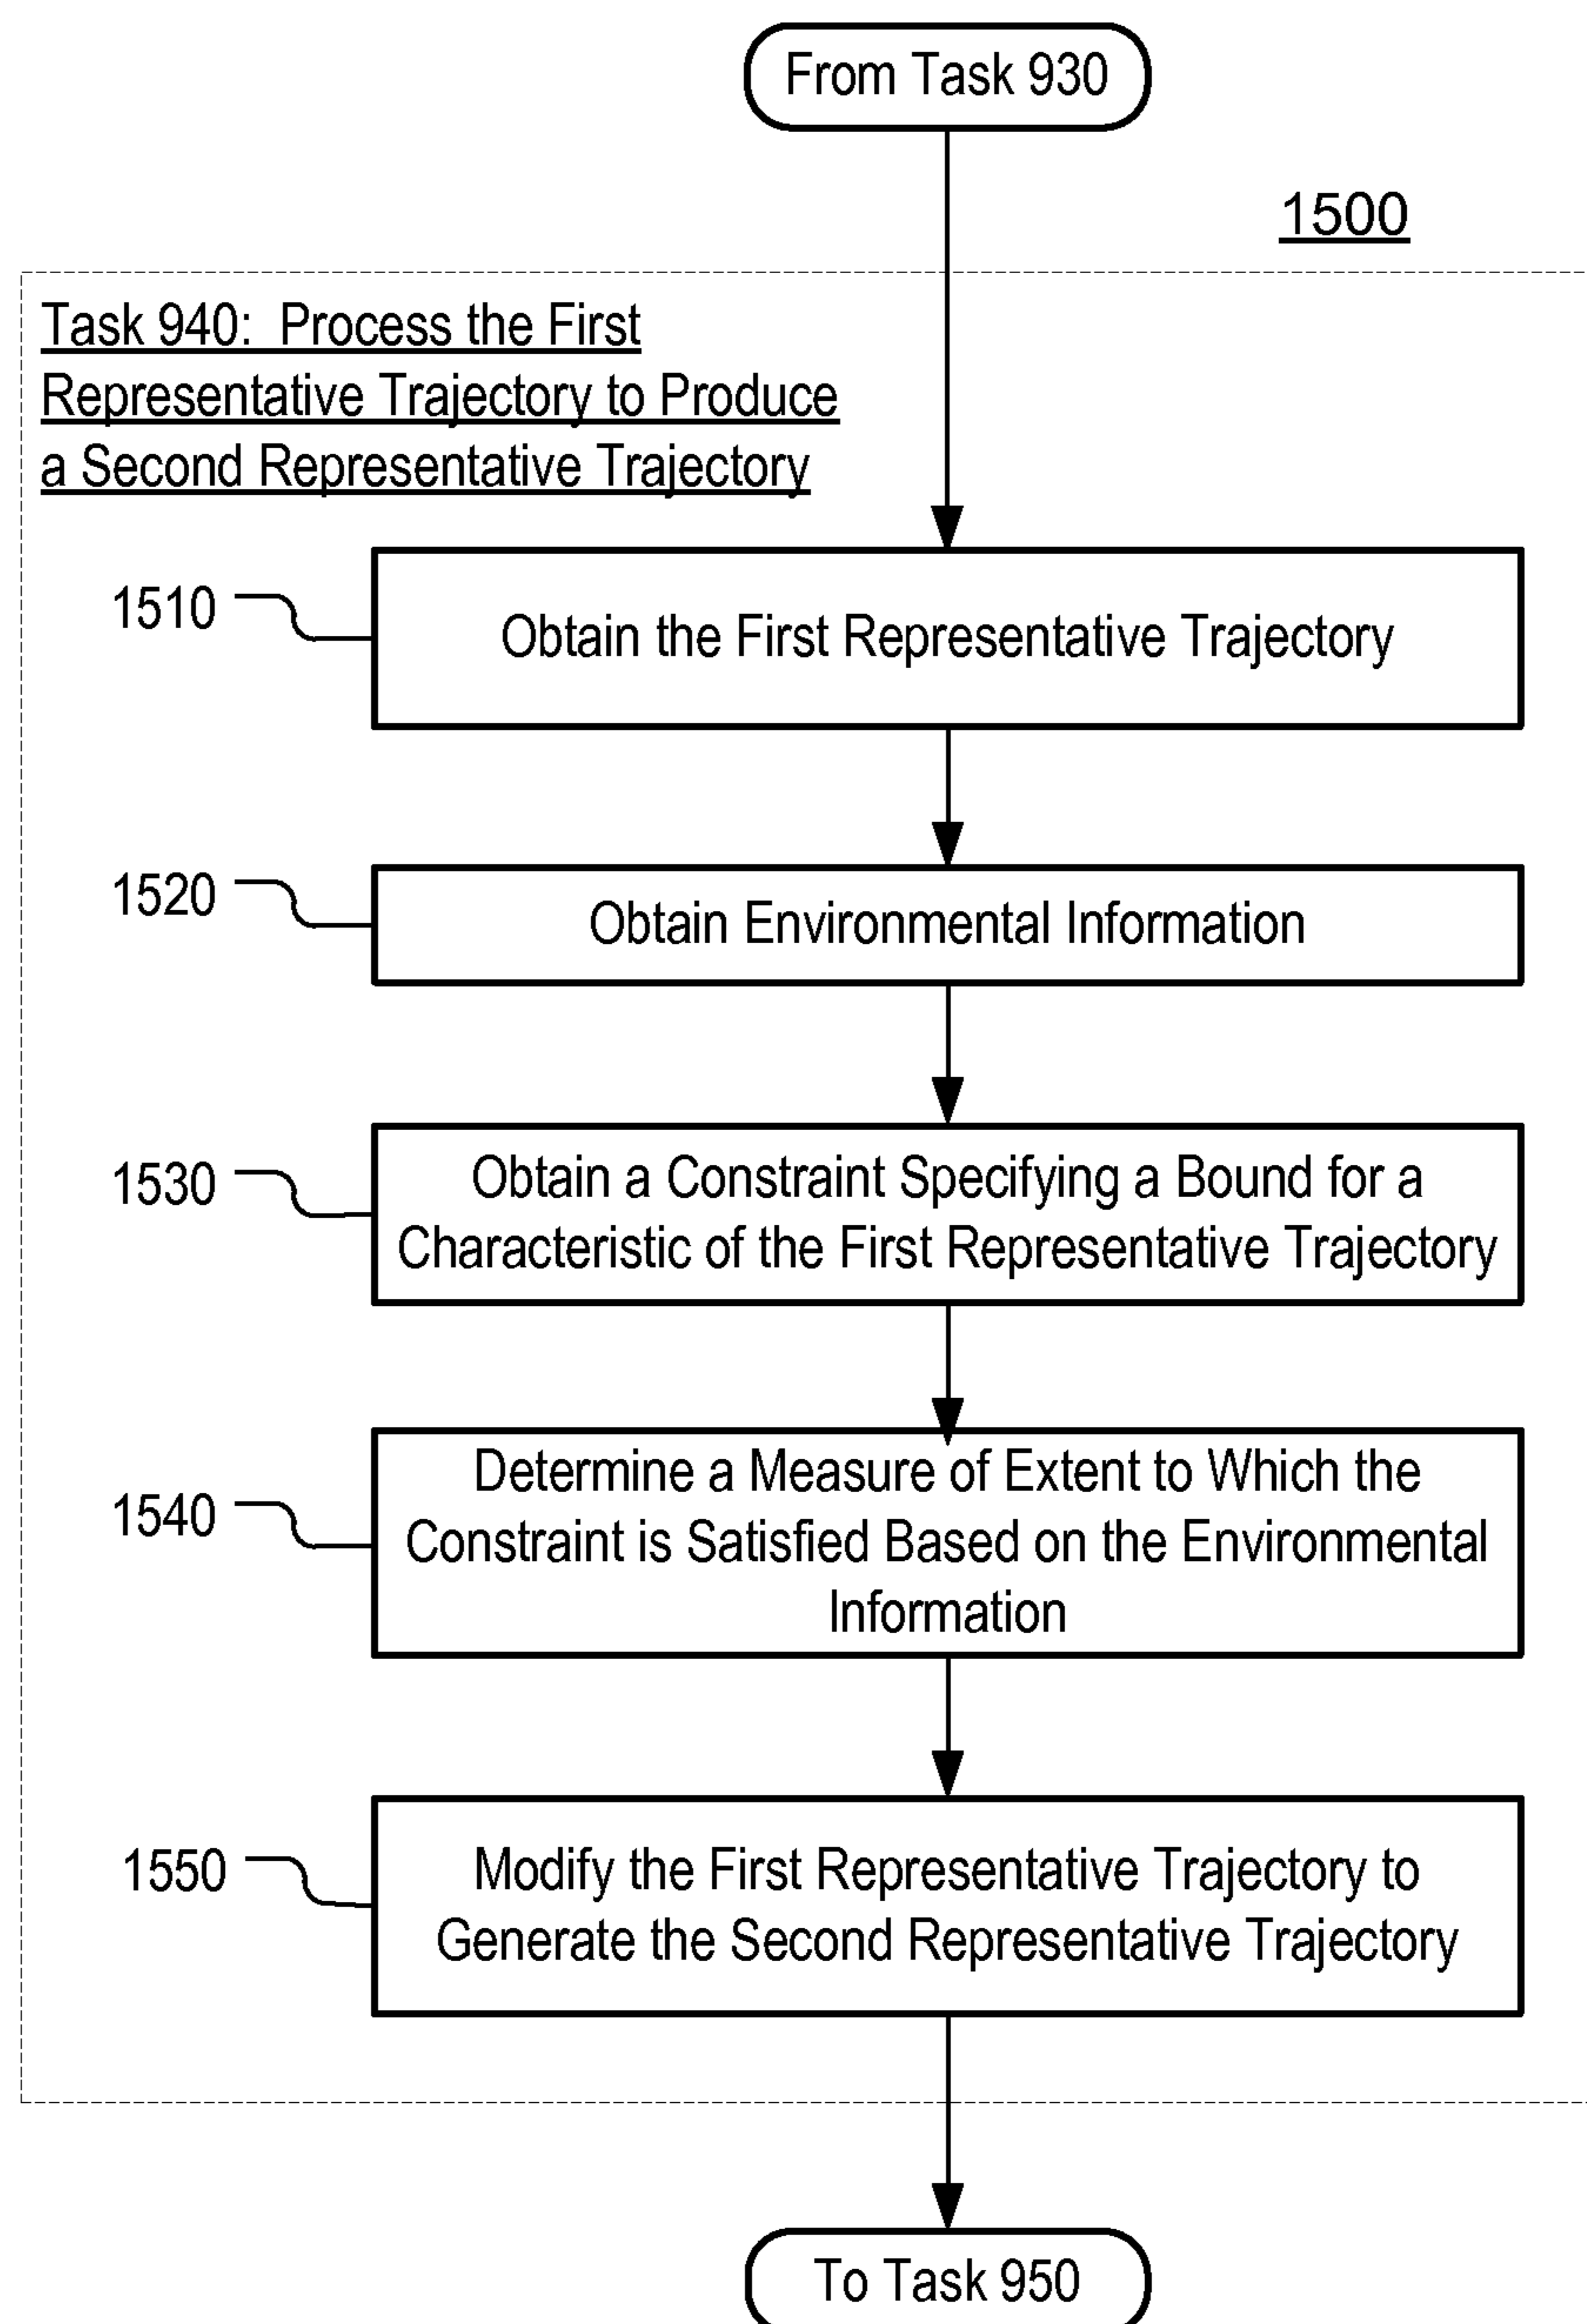 From Task 930
1500
Task 940: Process the First
Representative Trajectory to Produce
a Second Representative Trajectory
1510
Obtain the First Representative Trajectory
1520
Obtain Environmental Information
1530
Obtain a Constraint Specifying a Bound for a
Characteristic of the First Representative Trajectory
1540
Determine a Measure of Extent to Which the
Constraint is Satisfied Based on the Environmental
Information
1550
Modify the First Representative Trajectory to
Generate the Second Representative Trajectory
To Task 950